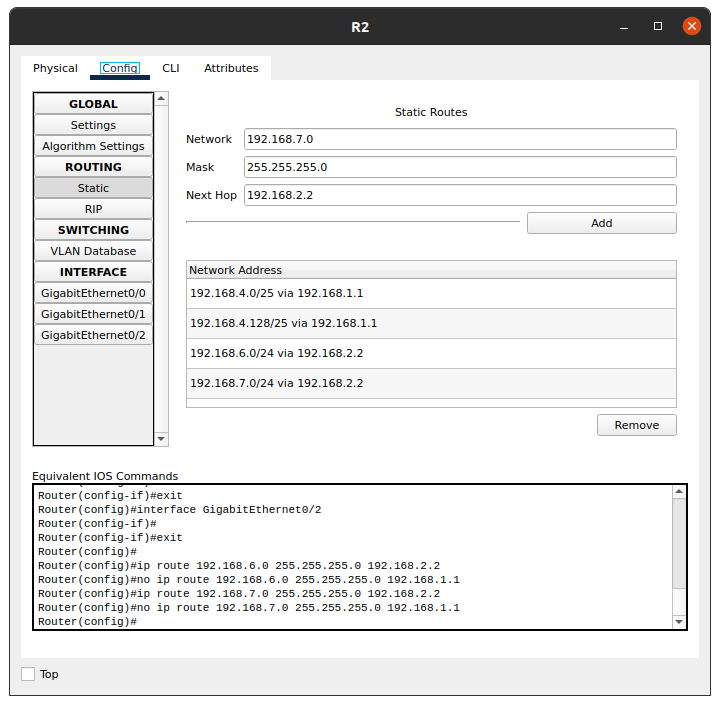 R2
Physical Config CLI Attributes
GLOBAL
Settings
Algorithm Settings
ROUTING
Static
RIP
SWITCHING
VLAN Database
INTERFACE
GigabitEthernet0/0
GigabitEthernet0/1
GigabitEthernet0/2
Static Routes
Network 192.168.7.0
Mask 255.255.255.0
Next Hop 192.168.2.2
Add
Network Address
192.168.4.0/25 via 192.168.1.1
192.168.4.128/25 via 192.168.1.1
192.168.6.0/24 via 192.168.2.2
192.168.7.0/24 via 192.168.2.2
Remove
Equivalent IOS Commands
Router(config-if)#exit
Router(config)#interface GigabitEthernet0/2
Router(config-if)#
Router(config-if)#exit
Router(config)#
Router(config)#ip route 192.168.6.0 255.255.255.0 192.168.2.2
Router(config)#no ip route 192.168.6.0 255.255.255.0 192.168.1.1
Router(config)#ip route 192.168.7.0 255.255.255.0 192.168.2.2
Router(config)#no ip route 192.168.7.0 255.255.255.0 192.168.1.1
Router(config)#
Top